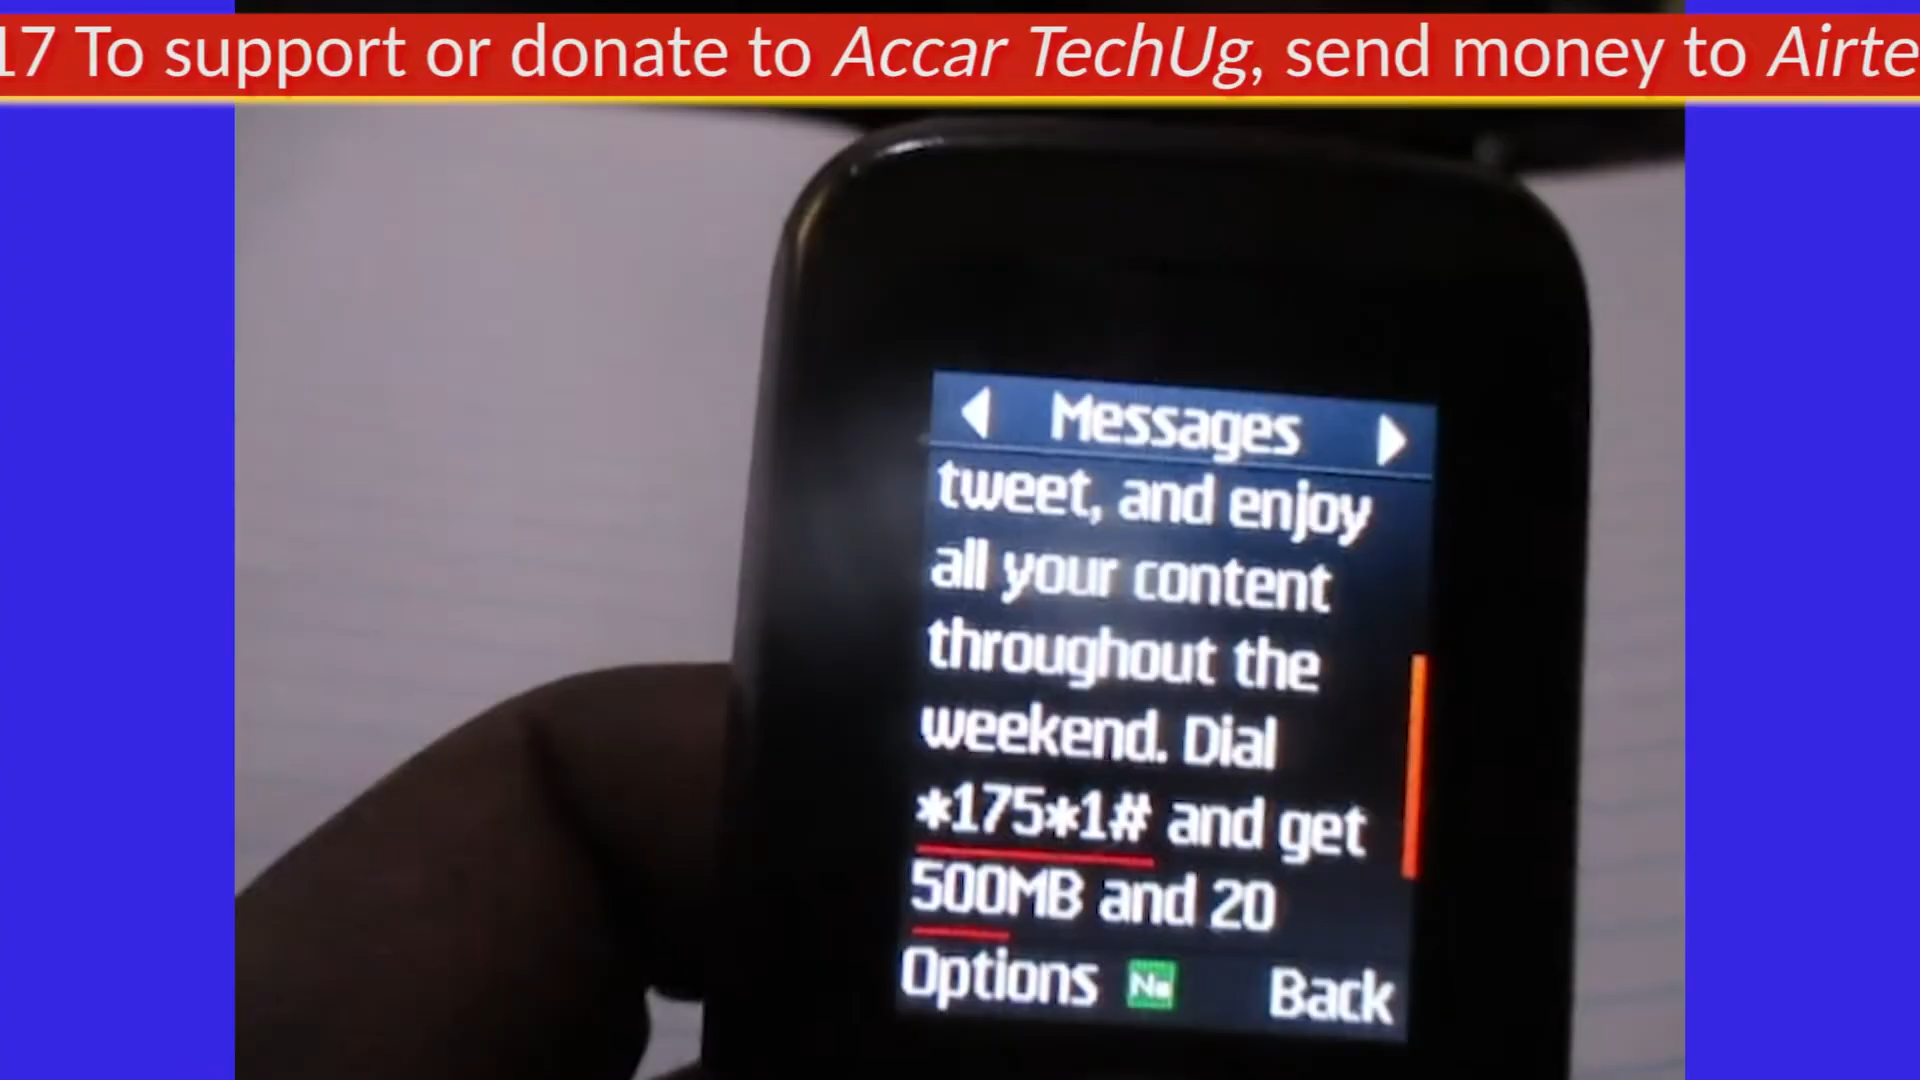 17 To support or donate to Accar TechUg, send money to Airte
Messages
tweet, and enjoy
all your content
throughout the
weekend. Dial
*175*1# and get
500MB and 20
Options
Back